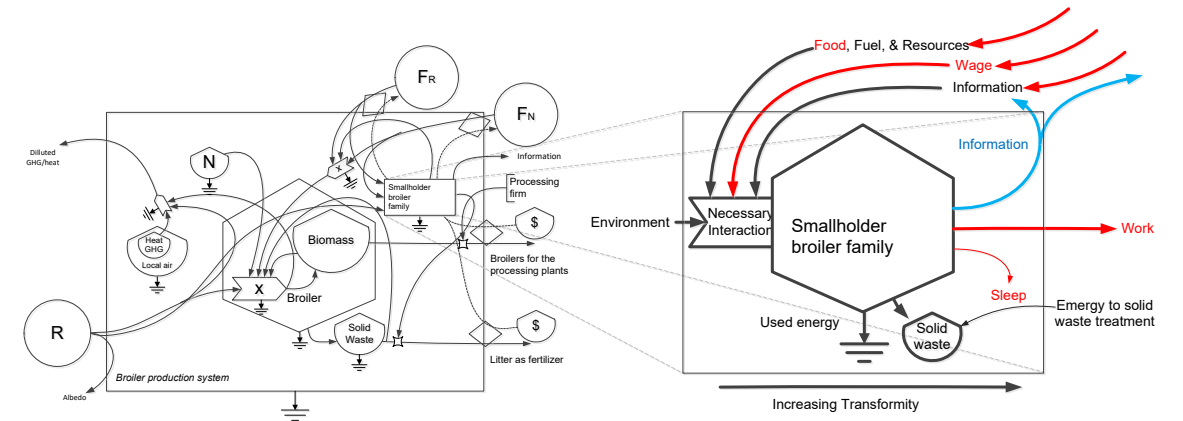 FR
FN
Dilluted
GHG/heat
N
x
Information
Smallholder
broiler
family
Processing
firm
$
Heat
GHG
Local air
Biomass
Broilers for the
processing plants
X
Broiler
R
Solid
Waste
$
Litter as fertilizer
Broiler production system
Albedo
Food, Fuel, & Resources
Wage
Information
Information
Environment
Necessary
Interaction
Smallholder
broiler family
Work
Sleep
Used energy
Solid
waste
Emergy to solid
waste treatment
Increasing Transformity